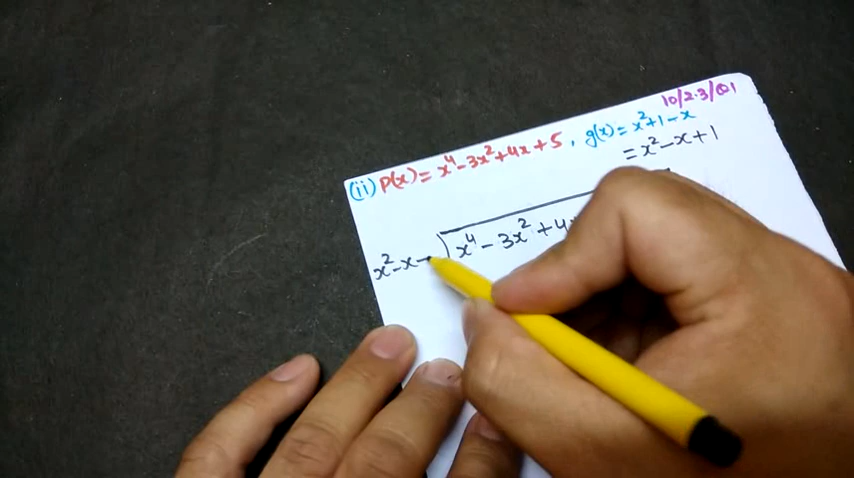 10/2.3/Q1
(ii) P(x) = x⁴ - 3x² + 4x + 5, g(x) = x² + 1 - x
= x² - x + 1
x² - x - ) x⁴ - 3x² + 4